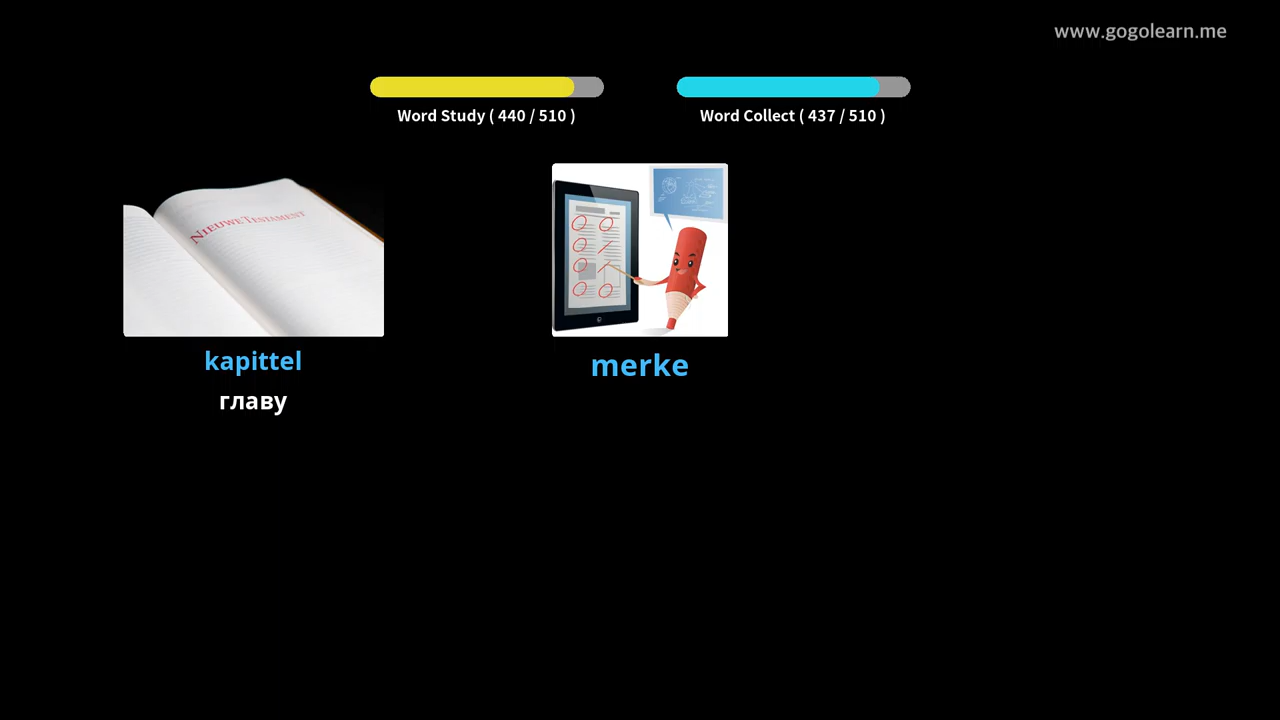 www.gogolearn.me
Word Study ( 440 / 510 )
Word Collect ( 437 / 510 )
NIEUWE TESTAMENT
kapittel
главу
merke